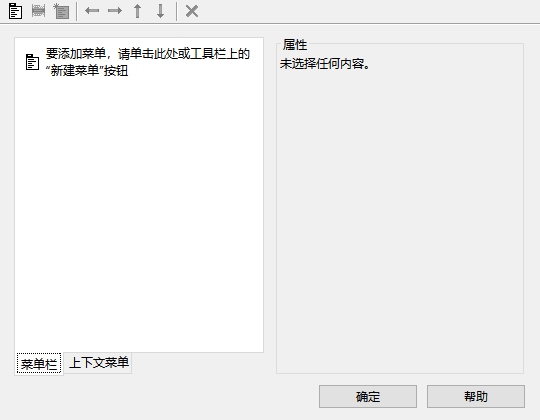 要添加菜单，请单击此处或工具栏上的
“新建菜单”按钮
属性
未选择任何内容。
菜单栏
上下文菜单
确定
帮助